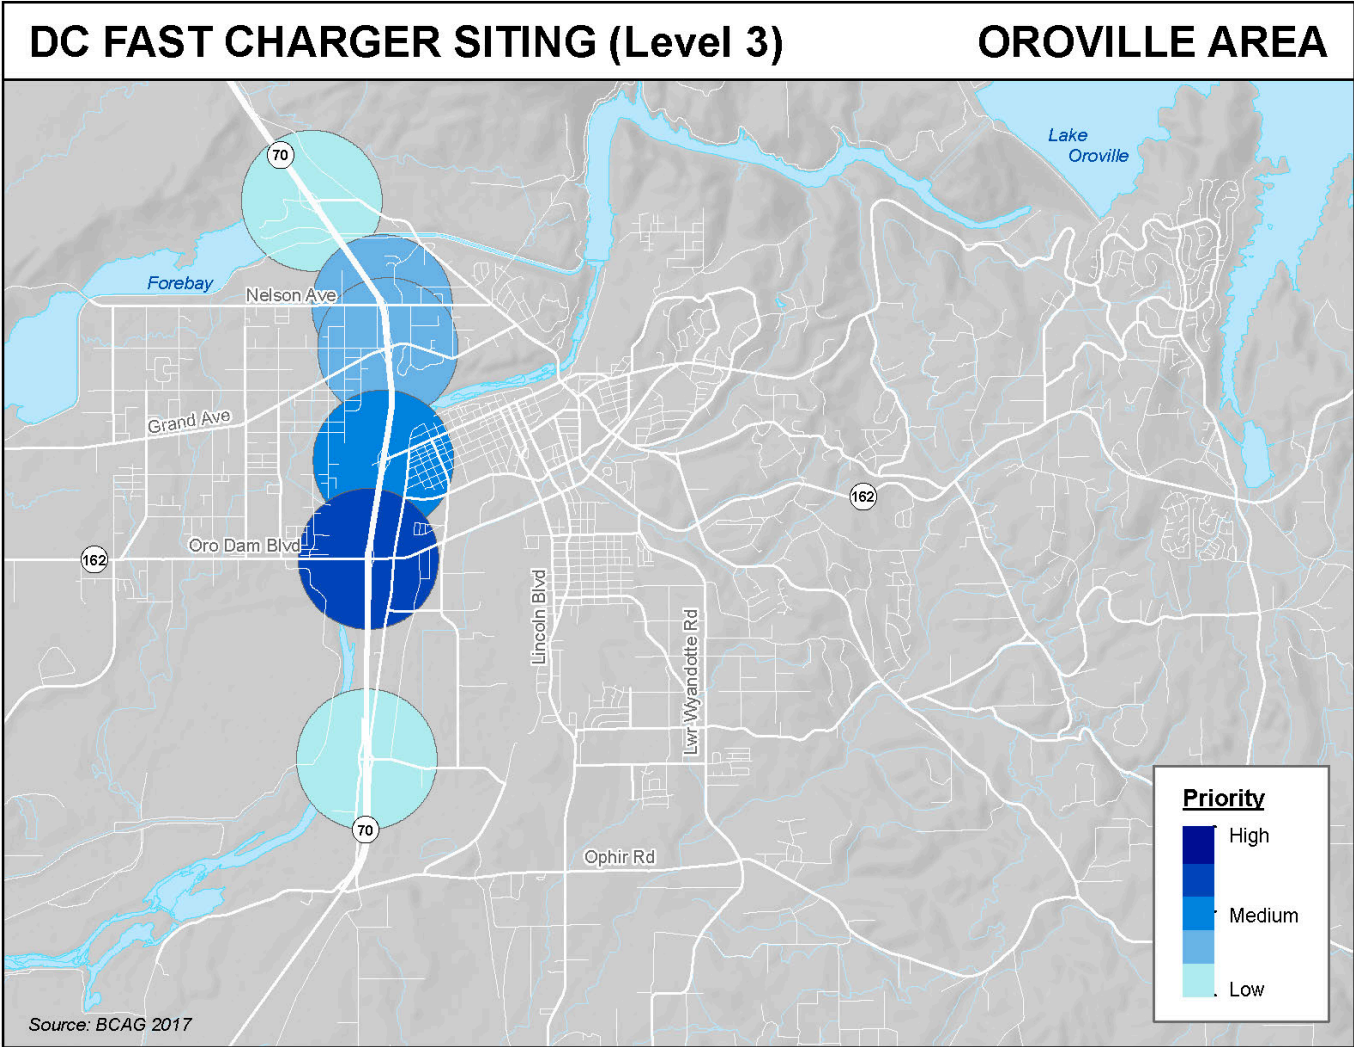 DC FAST CHARGER SITING (Level 3)
OROVILLE AREA
70
Lake
Oroville
Forebay
Nelson Ave
Grand Ave
162
Oro Dam Blvd
162
Lincoln Blvd
Lwr Wyandotte Rd
70
Ophir Rd
Priority
High
Medium
Low
Source: BCAG 2017